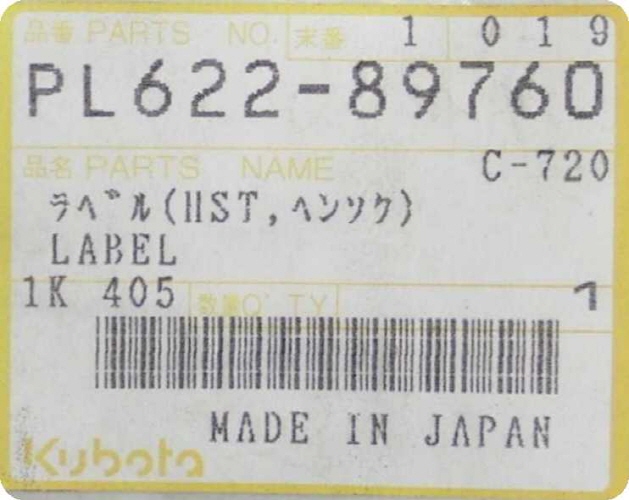 品番 PARTS NO. 末番 1 019
PL622-89760
品名 PARTS NAME C-720
ラベル(HST,ヘンソク)
LABEL
1K 405 数量Q'TY 1
MADE IN JAPAN
Kubota